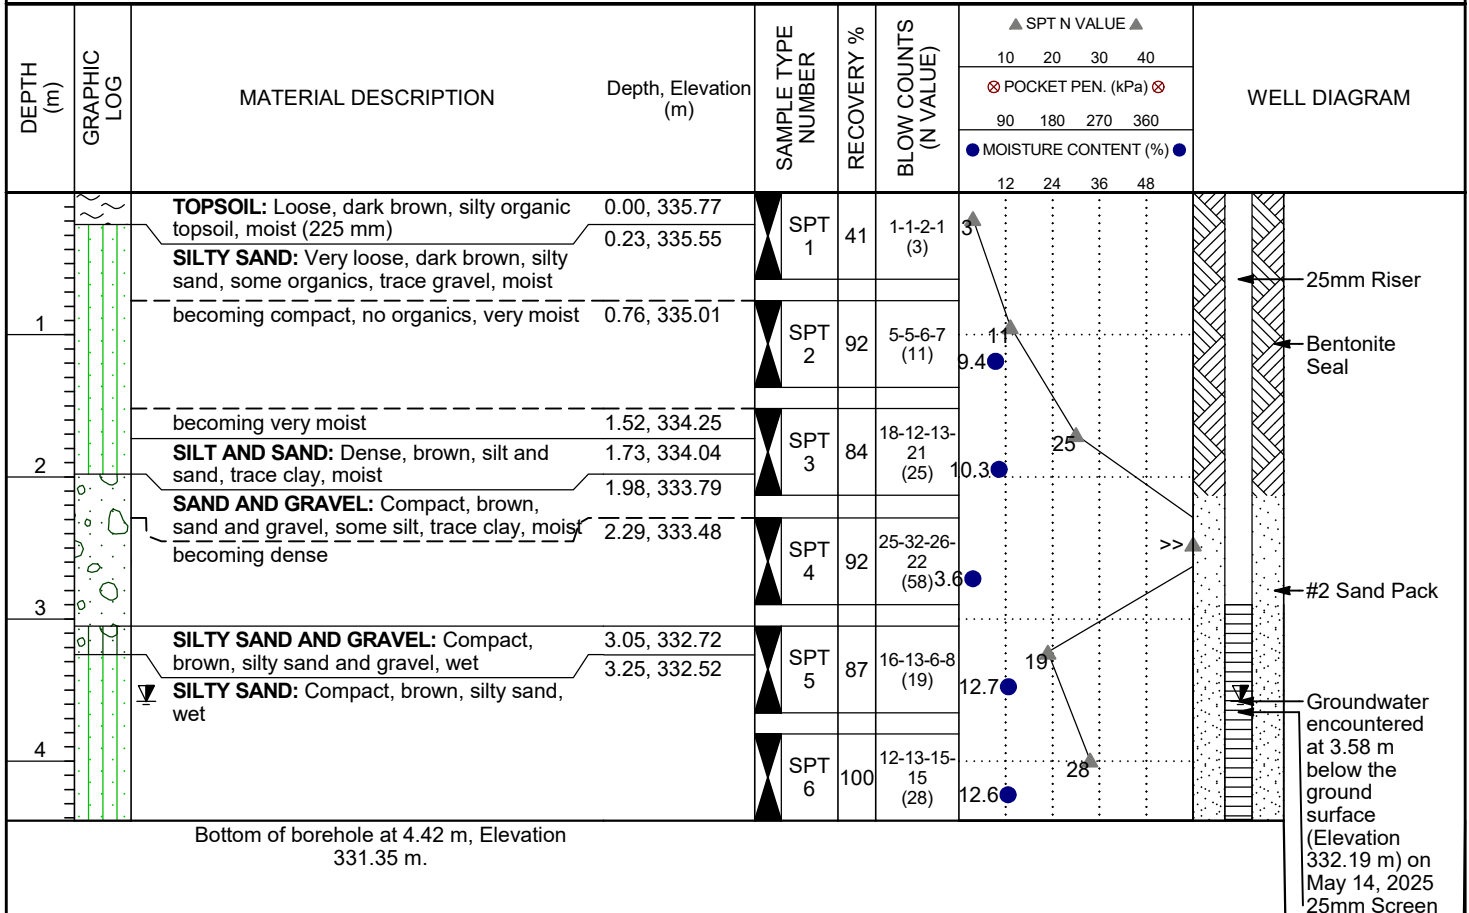 DEPTH
(m)
GRAPHIC
LOG
MATERIAL DESCRIPTION
Depth, Elevation
(m)
SAMPLE TYPE
NUMBER
RECOVERY %
BLOW COUNTS
(N VALUE)
SPT N VALUE
10 20 30 40
POCKET PEN. (kPa)
90 180 270 360
MOISTURE CONTENT (%)
12 24 36 48
WELL DIAGRAM
TOPSOIL: Loose, dark brown, silty organic
topsoil, moist (225 mm)
0.00, 335.77
0.23, 335.55
SILTY SAND: Very loose, dark brown, silty
sand, some organics, trace gravel, moist
SPT
1
41
1-1-2-1
(3)
3
25mm Riser
becoming compact, no organics, very moist
0.76, 335.01
1
SPT
2
92
5-5-6-7
(11)
11
9.4
Bentonite
Seal
becoming very moist
1.52, 334.25
SILT AND SAND: Dense, brown, silt and
sand, trace clay, moist
1.73, 334.04
2
1.98, 333.79
SPT
3
84
18-12-13-
21
(25)
25
10.3
SAND AND GRAVEL: Compact, brown,
sand and gravel, some silt, trace clay, moist
2.29, 333.48
becoming dense
SPT
4
92
25-32-26-
22
(58)
>>
3.6
#2 Sand Pack
3
SILTY SAND AND GRAVEL: Compact,
brown, silty sand and gravel, wet
3.05, 332.72
3.25, 332.52
SILTY SAND: Compact, brown, silty sand,
wet
SPT
5
87
16-13-6-8
(19)
19
12.7
Groundwater
encountered
at 3.58 m
below the
ground
surface
(Elevation
332.19 m) on
May 14, 2025
25mm Screen
4
SPT
6
100
12-13-15-
15
(28)
28
12.6
Bottom of borehole at 4.42 m, Elevation
331.35 m.